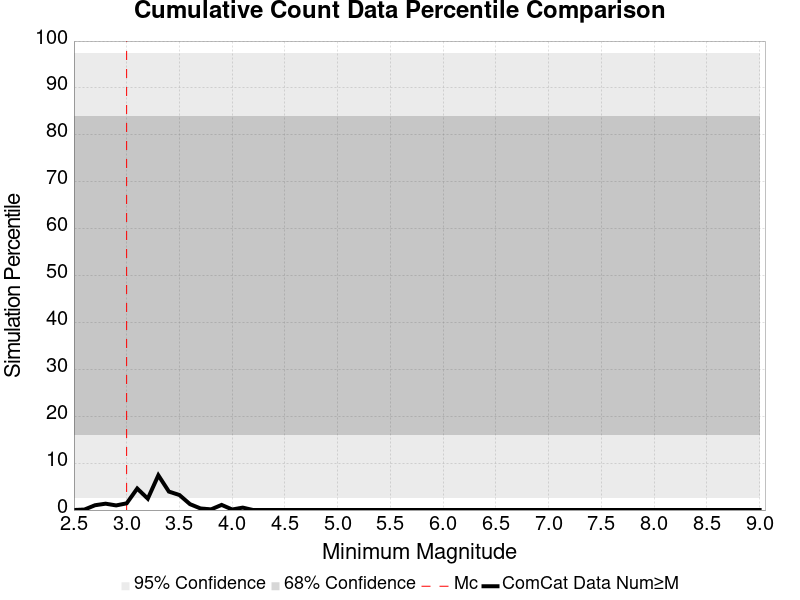 Cumulative Count Data Percentile Comparison
100
90
80
70
60
50
40
30
20
10
0
Simulation Percentile
2.5 3.0 3.5 4.0 4.5 5.0 5.5 6.0 6.5 7.0 7.5 8.0 8.5 9.0
Minimum Magnitude
95% Confidence 68% Confidence Mc ComCat Data Num≥M